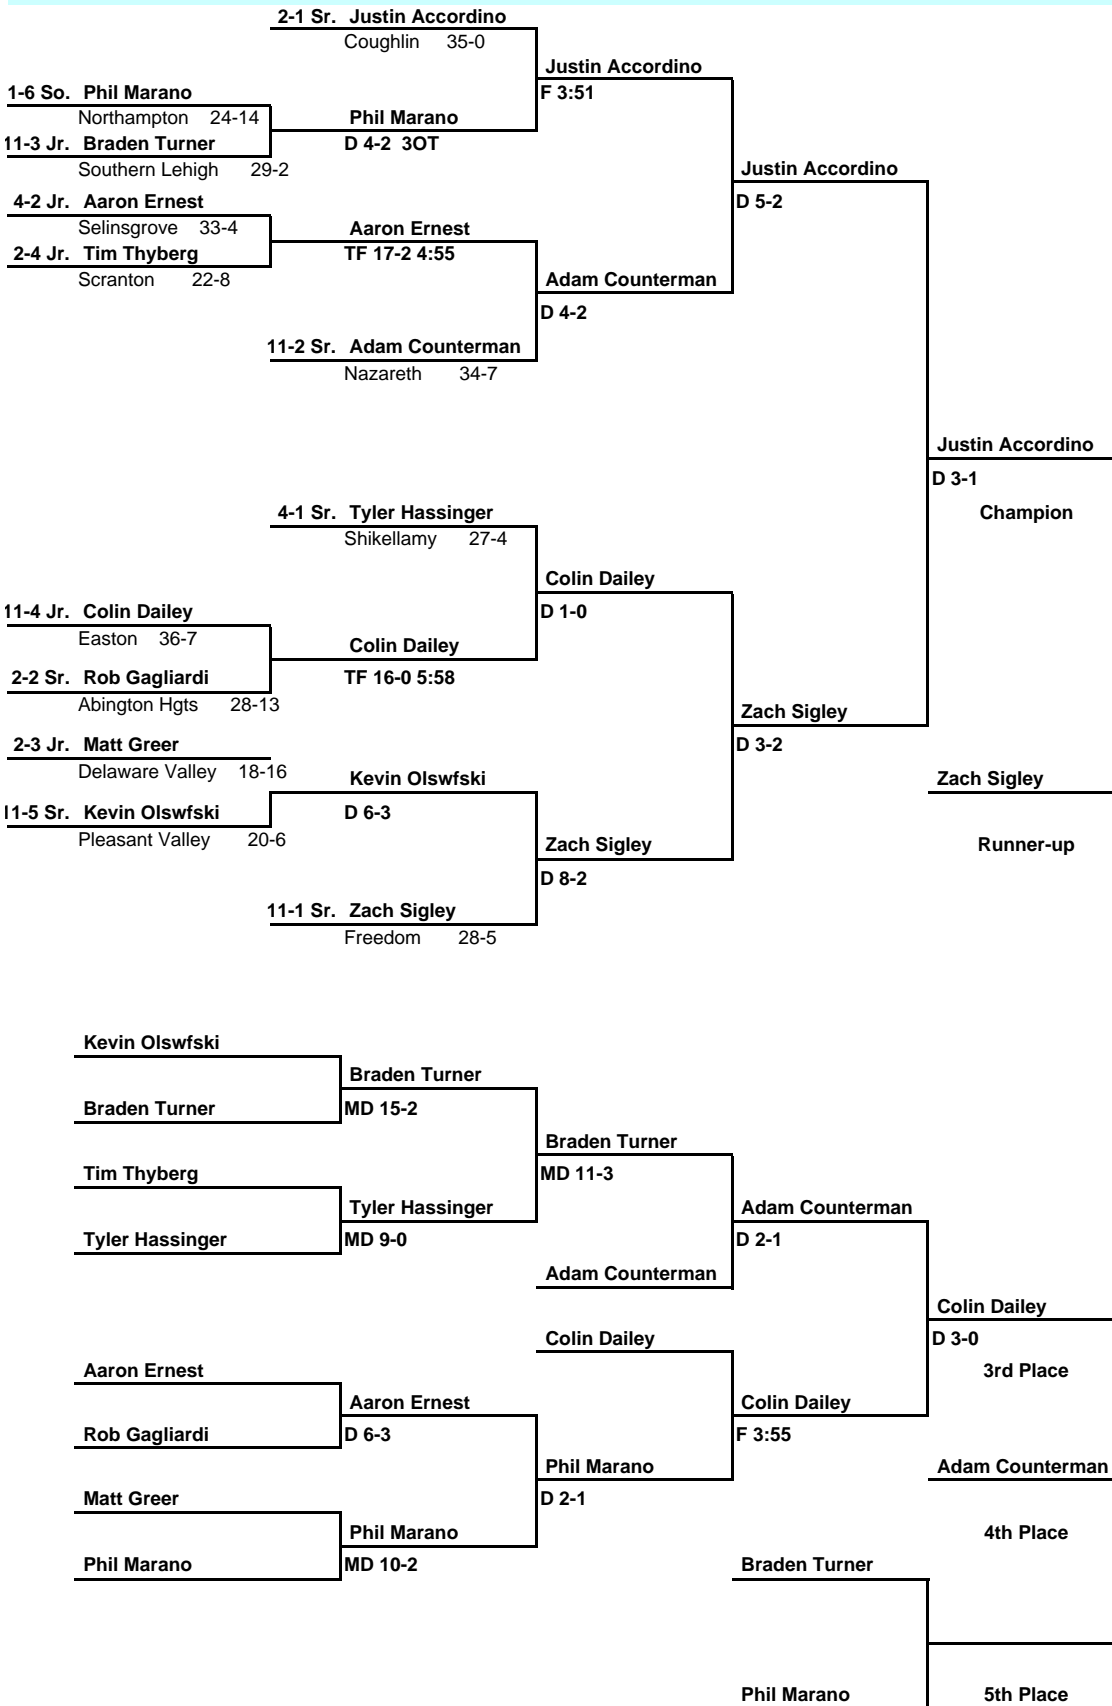 2-1 Sr. Justin Accordino
Coughlin 35-0
Justin Accordino
F 3:51
1-6 So. Phil Marano
Northampton 24-14
Phil Marano
D 4-2 3OT
11-3 Jr. Braden Turner
Southern Lehigh 29-2
Justin Accordino
D 5-2
4-2 Jr. Aaron Ernest
Selinsgrove 33-4
Aaron Ernest
TF 17-2 4:55
2-4 Jr. Tim Thyberg
Scranton 22-8
Adam Counterman
D 4-2
11-2 Sr. Adam Counterman
Nazareth 34-7
Justin Accordino
D 3-1
Champion
4-1 Sr. Tyler Hassinger
Shikellamy 27-4
Colin Dailey
D 1-0
11-4 Jr. Colin Dailey
Easton 36-7
Colin Dailey
TF 16-0 5:58
2-2 Sr. Rob Gagliardi
Abington Hgts 28-13
Zach Sigley
D 3-2
2-3 Jr. Matt Greer
Delaware Valley 18-16
Kevin Olswfski
D 6-3
Zach Sigley
Runner-up
11-5 Sr. Kevin Olswfski
Pleasant Valley 20-6
Zach Sigley
D 8-2
11-1 Sr. Zach Sigley
Freedom 28-5
Kevin Olswfski
Braden Turner
MD 15-2
Braden Turner
Braden Turner
MD 11-3
Tim Thyberg
Tyler Hassinger
MD 9-0
Tyler Hassinger
Adam Counterman
D 2-1
Adam Counterman
Colin Dailey
D 3-0
3rd Place
Colin Dailey
Aaron Ernest
Aaron Ernest
D 6-3
Rob Gagliardi
Colin Dailey
F 3:55
Phil Marano
D 2-1
Adam Counterman
4th Place
Matt Greer
Phil Marano
MD 10-2
Phil Marano
Braden Turner
Phil Marano
5th Place